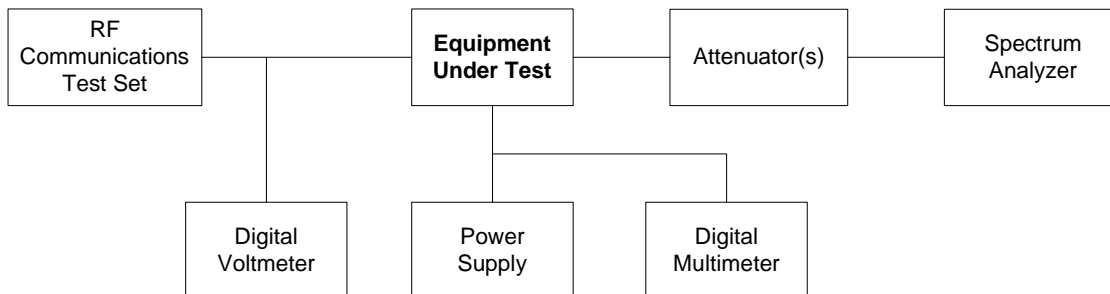 RF
Communications
Test Set
Equipment
Under Test
Attenuator(s)
Spectrum
Analyzer
Digital
Voltmeter
Power
Supply
Digital
Multimeter